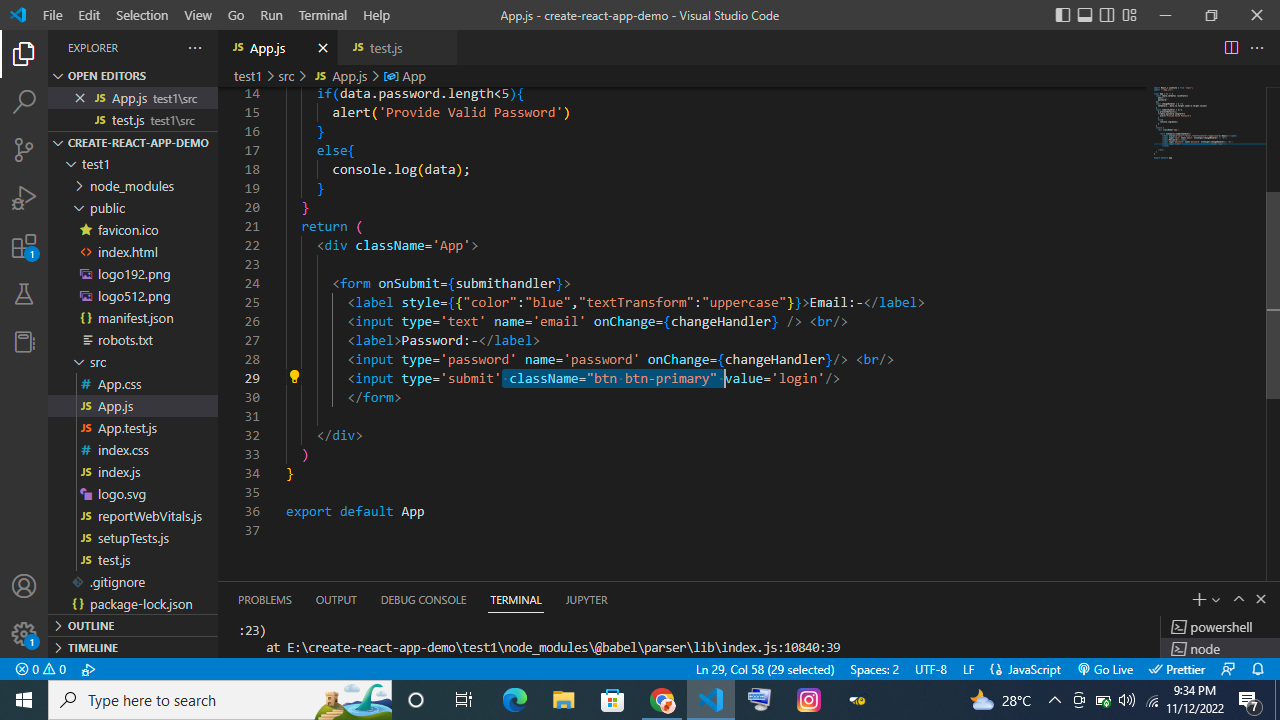 File Edit Selection View Go Run Terminal Help
App.js - create-react-app-demo - Visual Studio Code
EXPLORER
OPEN EDITORS
JS App.js test1\src
JS test.js test1\src
CREATE-REACT-APP-DEMO
test1
node_modules
public
favicon.ico
<> index.html
logo192.png
logo512.png
{} manifest.json
robots.txt
src
# App.css
JS App.js
JS App.test.js
# index.css
JS index.js
logo.svg
JS reportWebVitals.js
JS setupTests.js
JS test.js
.gitignore
{} package-lock.json
OUTLINE
TIMELINE
1
1
JS App.js
JS test.js
test1 > src > JS App.js > App
14 if(data.password.length<5){
15 alert('Provide Valid Password')
16 }
17 else{
18 console.log(data);
19 }
20 }
21 return (
22 <div className='App'>
23
24 <form onSubmit={submithandler}>
25 <label style={{"color":"blue","textTransform":"uppercase"}}>Email:-</label>
26 <input type='text' name='email' onChange={changeHandler} /> <br/>
27 <label>Password:-</label>
28 <input type='password' name='password' onChange={changeHandler}/> <br/>
29 <input type='submit' className="btn btn-primary" value='login'/>
30 </form>
31
32 </div>
33 )
34 }
35
36 export default App
37
PROBLEMS OUTPUT DEBUG CONSOLE TERMINAL JUPYTER
:23)
at E:\create-react-app-demo\test1\node_modules\@babel\parser\lib\index.js:10840:39
powershell
node
0 0
Ln 29, Col 58 (29 selected) Spaces: 2 UTF-8 LF {} JavaScript Go Live Prettier
Type here to search
28°C
9:34 PM
11/12/2022
7